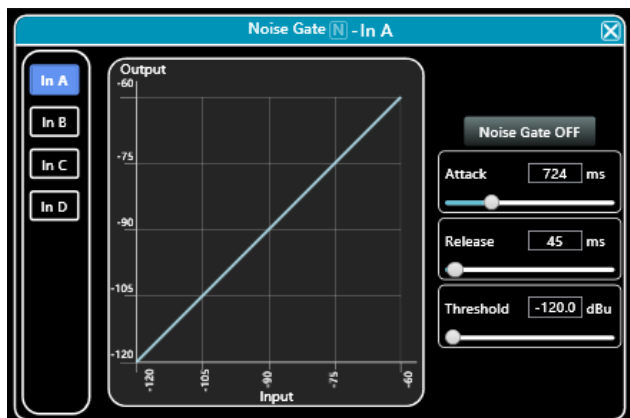 Noise Gate N - In A
In A
In B
In C
In D
Output
-60
-75
-90
-105
-120
-120
-105
-90
-75
-60
Input
Noise Gate OFF
Attack 724 ms
Release 45 ms
Threshold -120.0 dBu